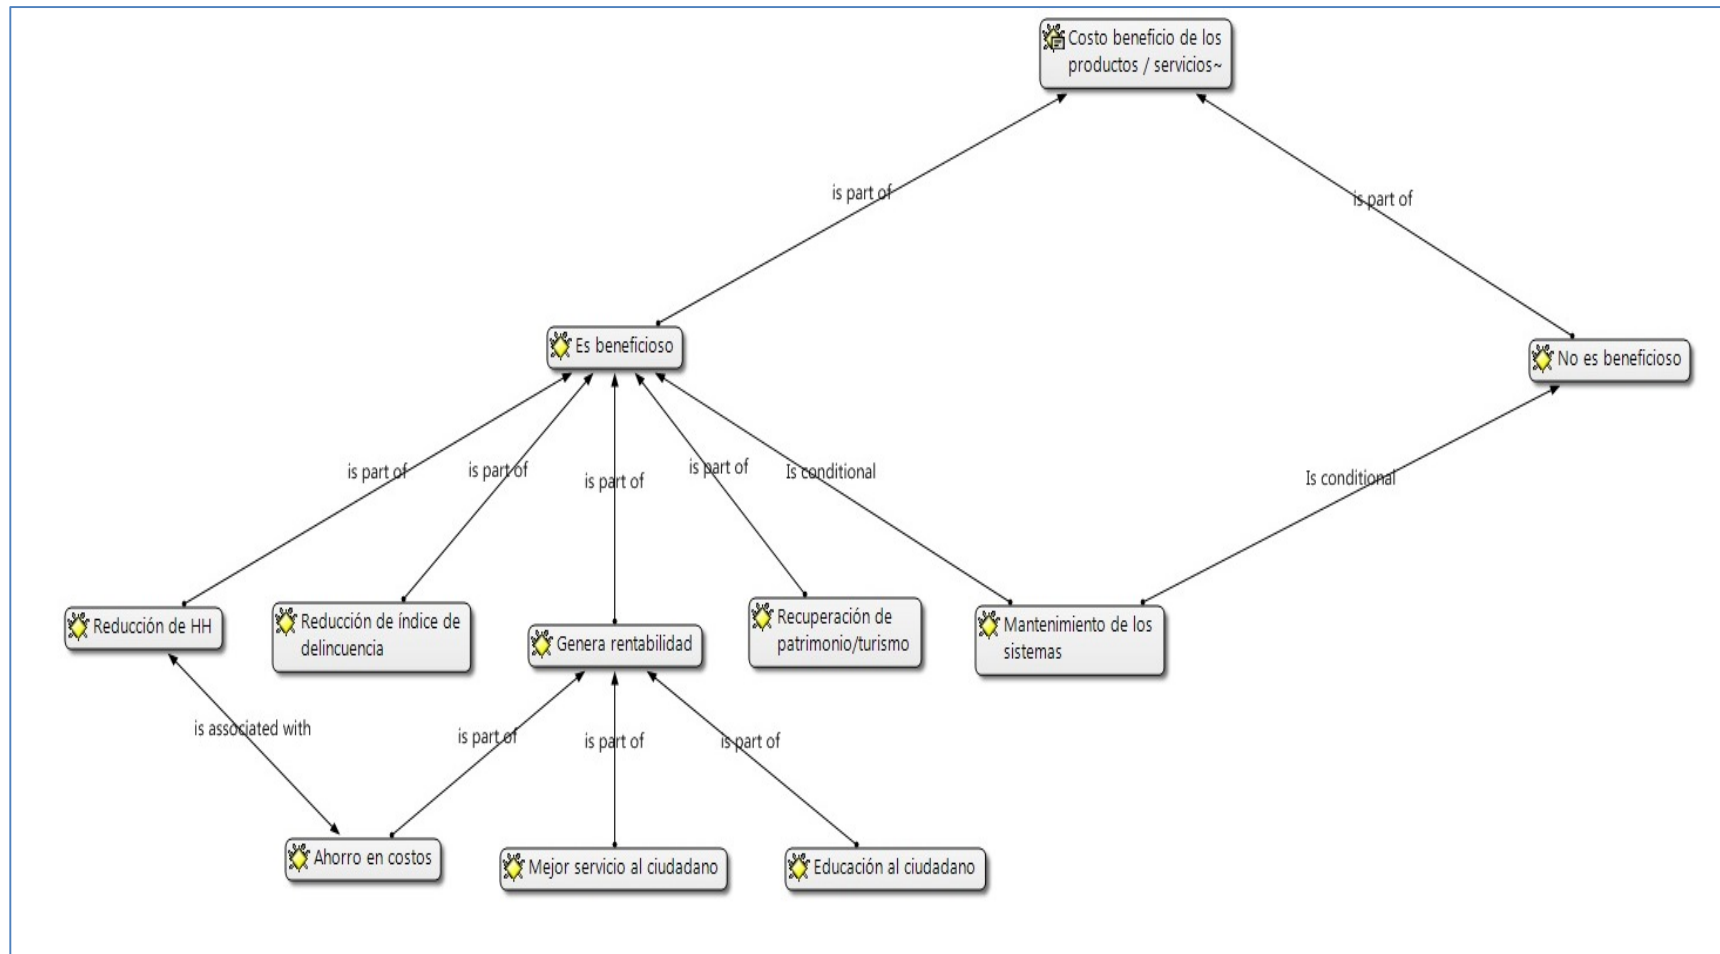 Costo beneficio de los
productos / servicios~
is part of
is part of
Es beneficioso
No es beneficioso
is part of
is part of
is part of
is part of
Is conditional
Is conditional
Reducción de HH
Reducción de índice de
delincuencia
Genera rentabilidad
Recuperación de
patrimonio/turismo
Mantenimiento de los
sistemas
is associated with
is part of
is part of
is part of
Ahorro en costos
Mejor servicio al ciudadano
Educación al ciudadano